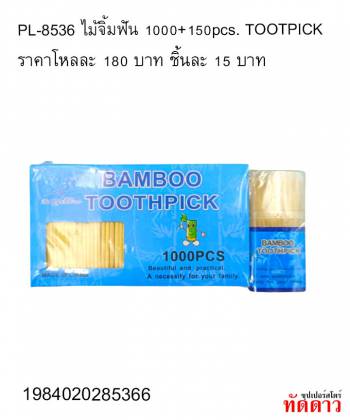 PL-8536 ไม้จิ้มฟัน 1000+150pcs. TOOTPICK
ราคาโหลละ 180 บาท ชิ้นละ 15 บาท
BAMBOO
TOOTHPICK
1000PCS
Beautiful and practical.
A necessity for your family.
MADE IN CHINA
BAMBOO
TOOTHPICK
1984020285366
ซุปเปอร์สโตร์
ทัดดาว